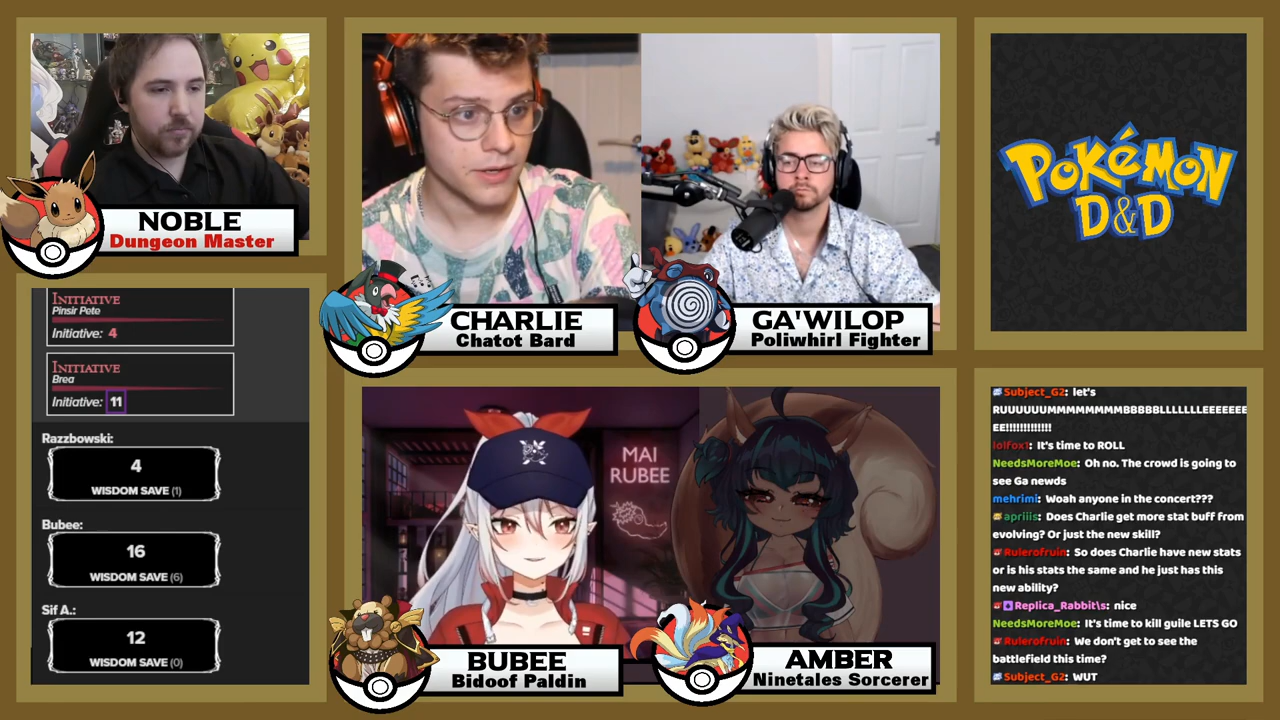 NOBLE
Dungeon Master
CHARLIE
Chatot Bard
GA'WILOP
Poliwhirl Fighter
POKéMON
D&D
INITIATIVE
Pinsir Pete
Initiative: 4
INITIATIVE
Brea
Initiative: 11
Razzbowski:
4
WISDOM SAVE (1)
Bubee:
16
WISDOM SAVE (6)
Sif A.:
12
WISDOM SAVE (0)
MAI
RUBEE
BUBEE
Bidoof Paldin
AMBER
Ninetales Sorcerer
Subject_G2: let's
RUUUUUMMMMMMMBBBBBLLLLLLLEEEEEEE
EE!!!!!!!!!!!!!
lolfox1: It's time to ROLL
NeedsMoreMoe: Oh no. The crowd is going to
see Ga newds
mehrimi: Woah anyone in the concert???
apriiis: Does Charlie get more stat buff from
evolving? Or just the new skill?
Rulerofruin: So does Charlie have new stats
or is his stats the same and he just has this
new ability?
Replica_Rabbit\s: nice
NeedsMoreMoe: It's time to kill guile LETS GO
Rulerofruin: We don't get to see the
battlefield this time?
Subject_G2: WUT